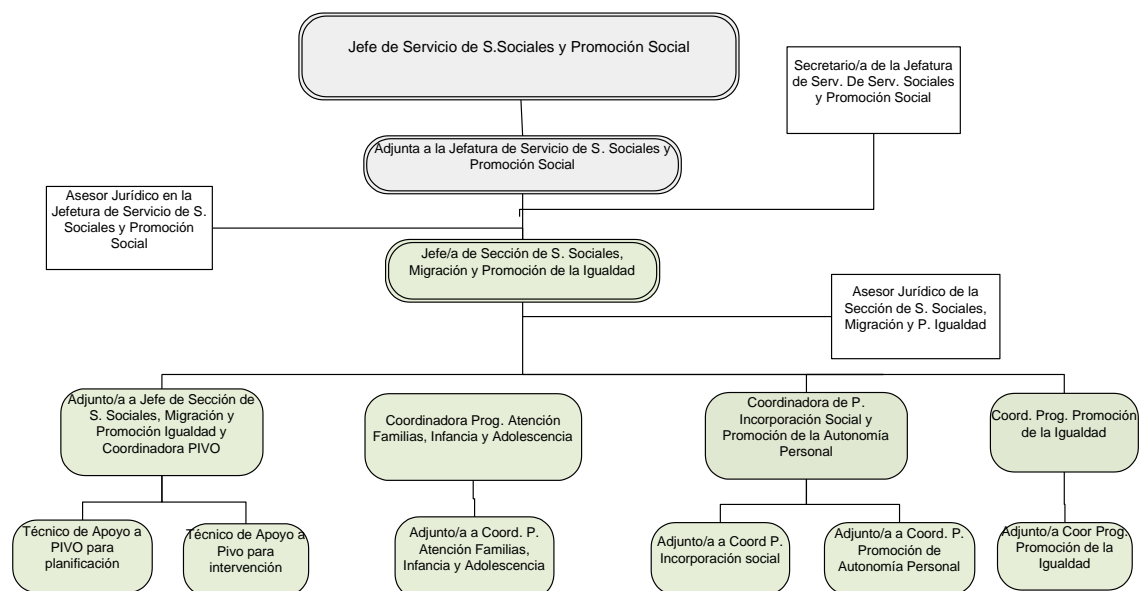 Jefe de Servicio de S.Sociales y Promoción Social
Secretario/a de la Jefatura
de Serv. De Serv. Sociales
y Promoción Social
Adjunta a la Jefatura de Servicio de S. Sociales y
Promoción Social
Asesor Jurídico en la
Jefetura de Servicio de S.
Sociales y Promoción
Social
Jefe/a de Sección de S. Sociales,
Migración y Promoción de la Igualdad
Asesor Jurídico de la
Sección de S. Sociales,
Migración y P. Igualdad
Adjunto/a a Jefe de Sección de
S. Sociales, Migración y
Promoción Igualdad y
Coordinadora PIVO
Coordinadora Prog. Atención
Familias, Infancia y Adolescencia
Coordinadora de P.
Incorporación Social y
Promoción de la Autonomía
Personal
Coord. Prog. Promoción
de la Igualdad
Técnico de Apoyo a
PIVO para
planificación
Técnico de Apoyo a
Pivo para
intervención
Adjunto/a a Coord. P.
Atención Familias,
Infancia y Adolescencia
Adjunto/a a Coord P.
Incorporación social
Adjunto/a a Coord. P.
Promoción de
Autonomía Personal
Adjunto/a Coor Prog.
Promoción de la
Igualdad